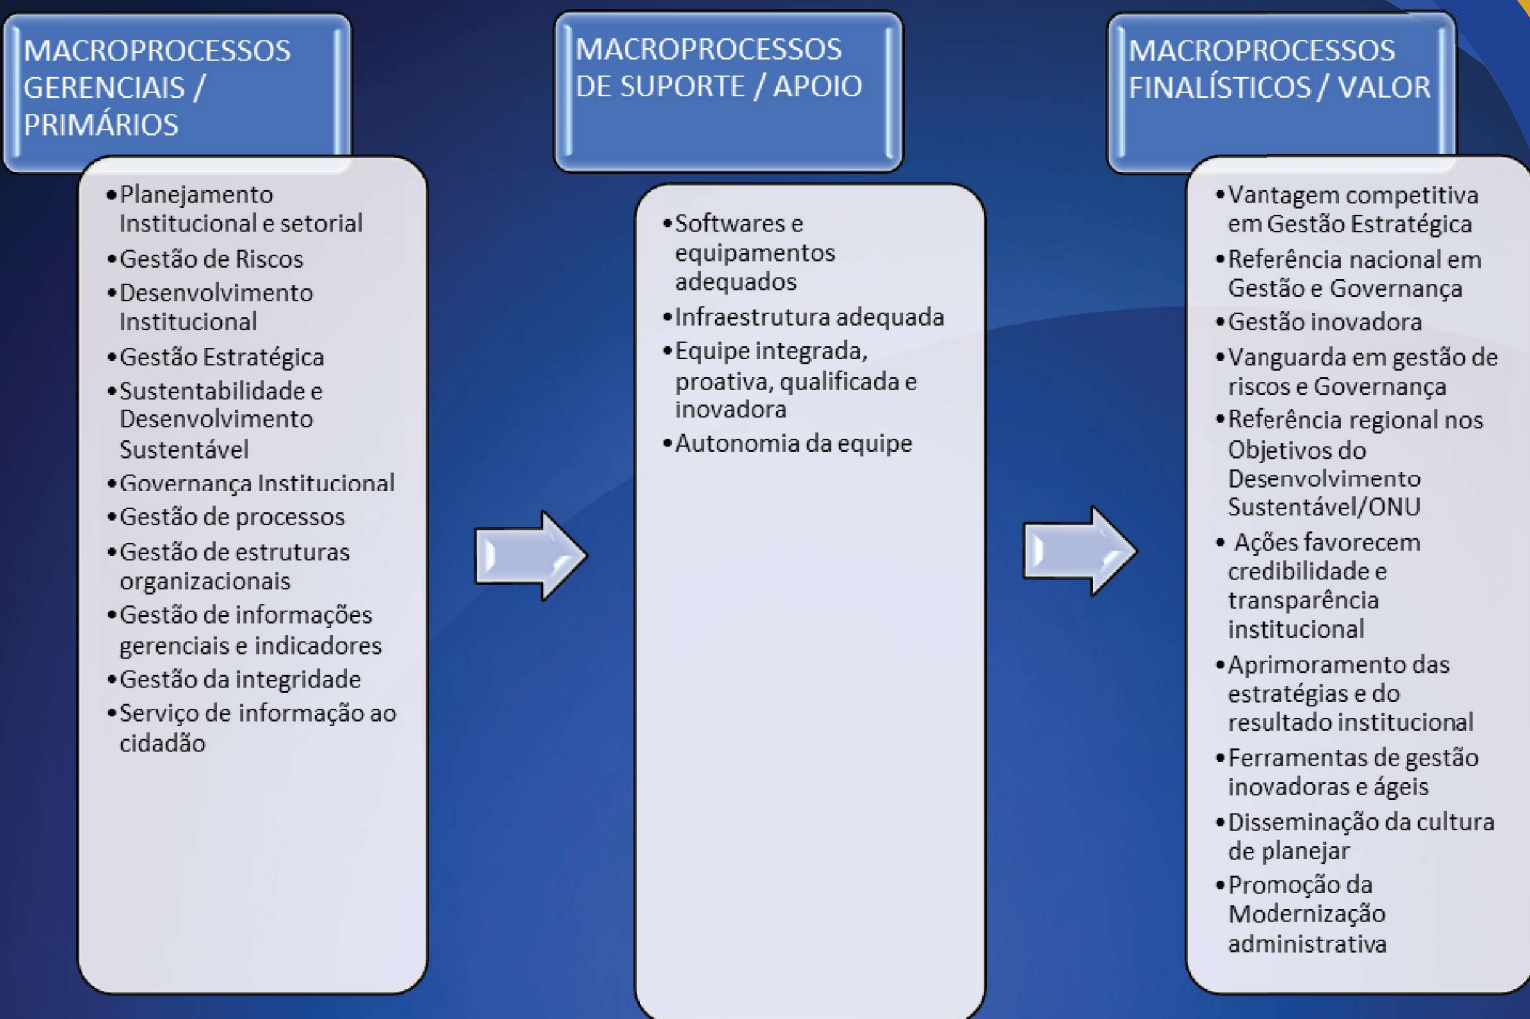 MACROPROCESSOS
GERENCIAIS /
PRIMÁRIOS
•Planejamento
Institucional e setorial
•Gestão de Riscos
•Desenvolvimento
Institucional
•Gestão Estratégica
•Sustentabilidade e
Desenvolvimento
Sustentável
•Governança Institucional
•Gestão de processos
•Gestão de estruturas
organizacionais
•Gestão de informações
gerenciais e indicadores
•Gestão da integridade
•Serviço de informação ao
cidadão
MACROPROCESSOS
DE SUPORTE / APOIO
•Softwares e
equipamentos
adequados
•Infraestrutura adequada
•Equipe integrada,
proativa, qualificada e
inovadora
•Autonomia da equipe
MACROPROCESSOS
FINALÍSTICOS / VALOR
•Vantagem competitiva
em Gestão Estratégica
•Referência nacional em
Gestão e Governança
•Gestão inovadora
•Vanguarda em gestão de
riscos e Governança
•Referência regional nos
Objetivos do
Desenvolvimento
Sustentável/ONU
• Ações favorecem
credibilidade e
transparência
institucional
•Aprimoramento das
estratégias e do
resultado institucional
•Ferramentas de gestão
inovadoras e ágeis
•Disseminação da cultura
de planejar
•Promoção da
Modernização
administrativa